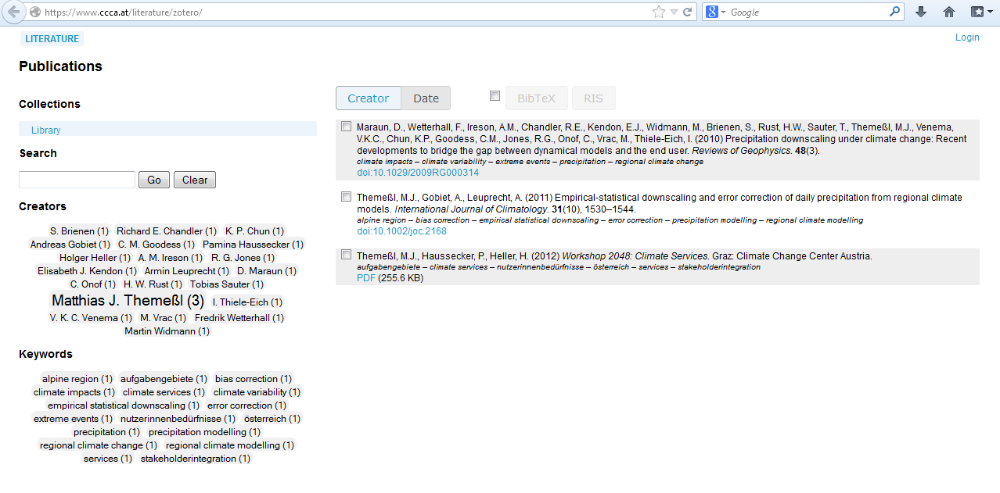 https://www.ccca.at/literature/zotero/
Google
LITERATURE
Login
Publications
Collections
Library
Search
Go Clear
Creators
S. Brienen (1) Richard E. Chandler (1) K. P. Chun (1)
Andreas Gobiet (1) C. M. Goodess (1) Pamina Haussecker (1)
Holger Heller (1) A. M. Ireson (1) R. G. Jones (1)
Elisabeth J. Kendon (1) Armin Leuprecht (1) D. Maraun (1)
C. Onof (1) H. W. Rust (1) Tobias Sauter (1)
Matthias J. Themeßl (3) I. Thiele-Eich (1)
V. K. C. Venema (1) M. Vrac (1) Fredrik Wetterhall (1)
Martin Widmann (1)
Keywords
alpine region (1) aufgabengebiete (1) bias correction (1)
climate impacts (1) climate services (1) climate variability (1)
empirical statistical downscaling (1) error correction (1)
extreme events (1) nutzerinnenbedürfnisse (1) österreich (1)
precipitation (1) precipitation modelling (1)
regional climate change (1) regional climate modelling (1)
services (1) stakeholderintegration (1)
Creator Date BibTeX RIS
Maraun, D., Wetterhall, F., Ireson, A.M., Chandler, R.E., Kendon, E.J., Widmann, M., Brienen, S., Rust, H.W., Sauter, T., Themeßl, M.J., Venema,
V.K.C., Chun, K.P., Goodess, C.M., Jones, R.G., Onof, C., Vrac, M., Thiele-Eich, I. (2010) Precipitation downscaling under climate change: Recent
developments to bridge the gap between dynamical models and the end user. Reviews of Geophysics. 48(3).
climate impacts – climate variability – extreme events – precipitation – regional climate change
doi:10.1029/2009RG000314
Themeßl, M.J., Gobiet, A., Leuprecht, A. (2011) Empirical-statistical downscaling and error correction of daily precipitation from regional climate
models. International Journal of Climatology. 31(10), 1530–1544.
alpine region – bias correction – empirical statistical downscaling – error correction – precipitation modelling – regional climate modelling
doi:10.1002/joc.2168
Themeßl, M.J., Haussecker, P., Heller, H. (2012) Workshop 2048: Climate Services. Graz: Climate Change Center Austria.
aufgabengebiete – climate services – nutzerinnenbedürfnisse – österreich – services – stakeholderintegration
PDF (255.6 KB)